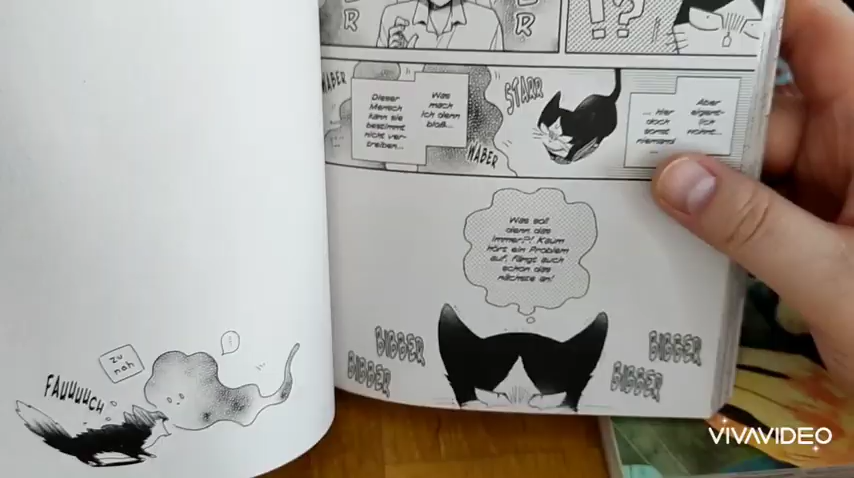 B
R
B
R
!?
WABER
Dieser
Mensch
kann sie
bestimmt
nicht ver-
treiben...
Was
mach
ich denn
bloß...
WABER
STARR
... hier
doch
sonst
niemand
...
Aber
eigent-
lich
wohnt...
Was soll
denn das
immer?! Kaum
hört ein Problem
auf, fängt auch
schon das
nächste an!
BIBBER
BIBBER
BIBBER
BIBBER
Zu
nah
!
FAUUUUCH
VIVAVIDEO